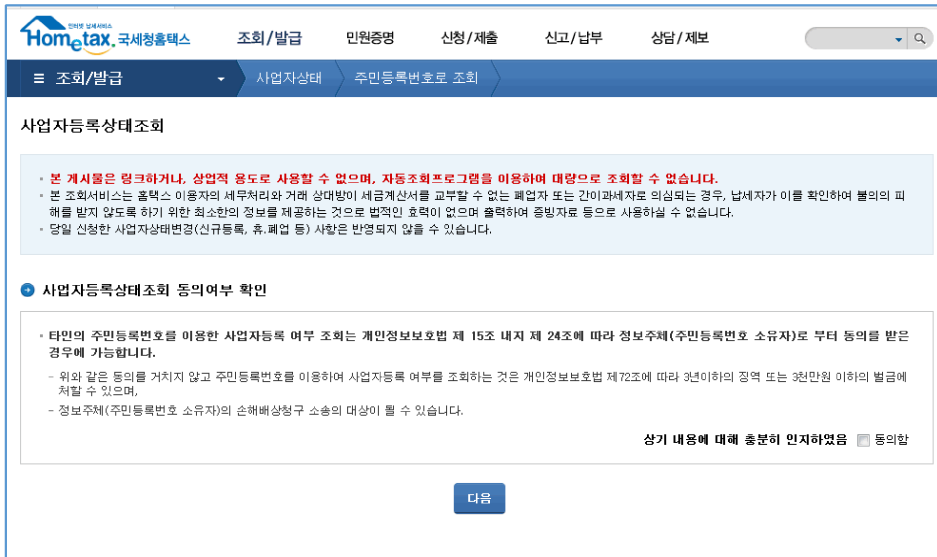 인터넷 납세서비스
Hometax. 국세청홈택스
조회/발급 민원증명 신청/제출 신고/납부 상담/제보
조회/발급 사업자상태 주민등록번호로 조회
사업자등록상태조회
본 게시물은 링크하거나, 상업적 용도로 사용할 수 없으며, 자동조회프로그램을 이용하여 대량으로 조회할 수 없습니다.
본 조회서비스는 홈택스 이용자의 세무처리와 거래 상대방이 세금계산서를 교부할 수 없는 폐업자 또는 간이과세자로 의심되는 경우, 납세자가 이를 확인하여 불의의 피
해를 받지 않도록 하기 위한 최소한의 정보를 제공하는 것으로 법적인 효력이 없으며 출력하여 증빙자료 등으로 사용하실 수 없습니다.
당일 신청한 사업자상태변경(신규등록, 휴.폐업 등) 사항은 반영되지 않을 수 있습니다.
사업자등록상태조회 동의여부 확인
타인의 주민등록번호를 이용한 사업자등록 여부 조회는 개인정보보호법 제 15조 내지 제 24조에 따라 정보주체(주민등록번호 소유자)로 부터 동의를 받은
경우에 가능합니다.
- 위와 같은 동의를 거치지 않고 주민등록번호를 이용하여 사업자등록 여부를 조회하는 것은 개인정보보호법 제72조에 따라 3년이하의 징역 또는 3천만원 이하의 벌금에
처할 수 있으며,
- 정보주체(주민등록번호 소유자)의 손해배상청구 소송의 대상이 될 수 있습니다.
상기 내용에 대해 충분히 인지하였음 동의함
다음